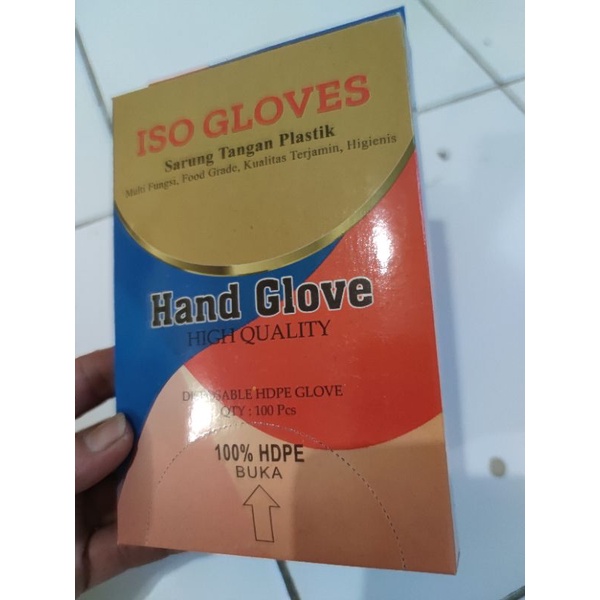 ISO GLOVES
Sarung Tangan Plastik
Multi Fungsi, Food Grade, Kualitas Terjamin, Higienis
Hand Glove
HIGH QUALITY
DISPOSABLE HDPE GLOVE
QTY : 100 Pcs
100% HDPE
BUKA